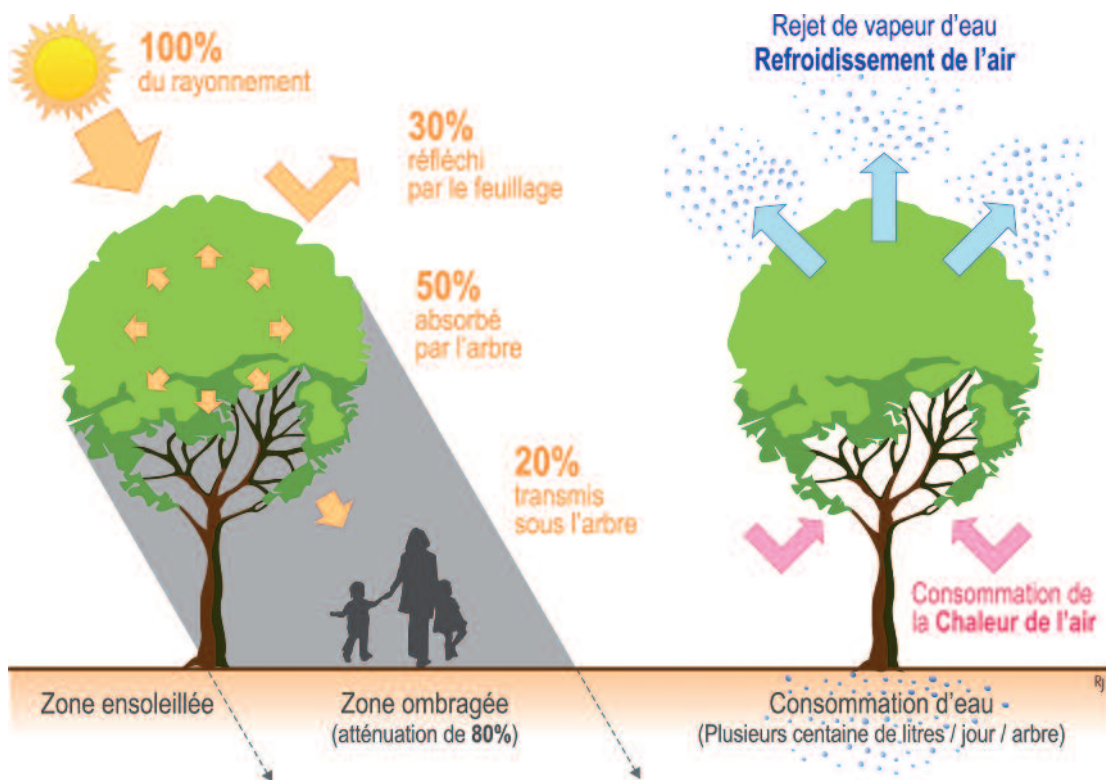 100%
du rayonnement
30%
réfléchi
par le feuillage
50%
absorbé
par l'arbre
20%
transmis
sous l'arbre
Zone ensoleillée
Zone ombragée
(atténuation de 80%)
Rejet de vapeur d'eau
Refroidissement de l'air
Consommation de
la Chaleur de l'air
Consommation d'eau
(Plusieurs centaine de litres / jour / arbre)
RJ